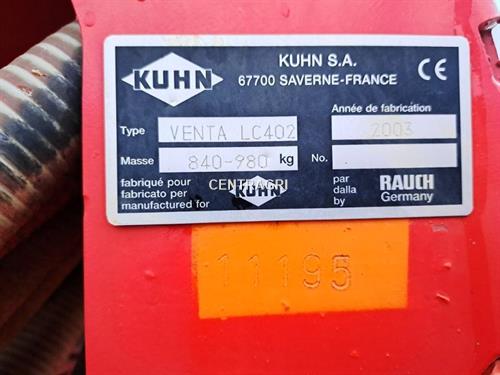 KUHN
KUHN S.A.
67700 SAVERNE-FRANCE
CE
Type VENTA LC402
Année de fabrication
2003
Masse 840-980 kg
No.
fabriqué pour
fabricato per
manufactured for
KUHN
CENTRAGRI
par
dalla
by
RAUCH
Germany
11195